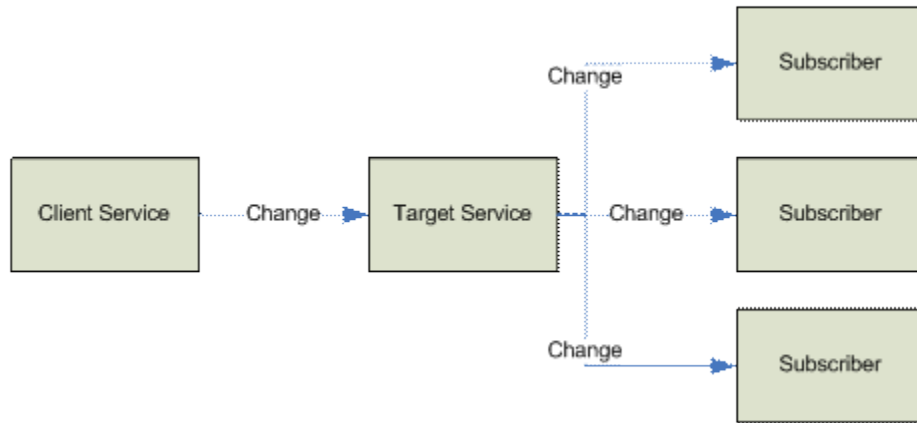 Change
Subscriber
Client Service
Change
Target Service
Change
Subscriber
Change
Subscriber